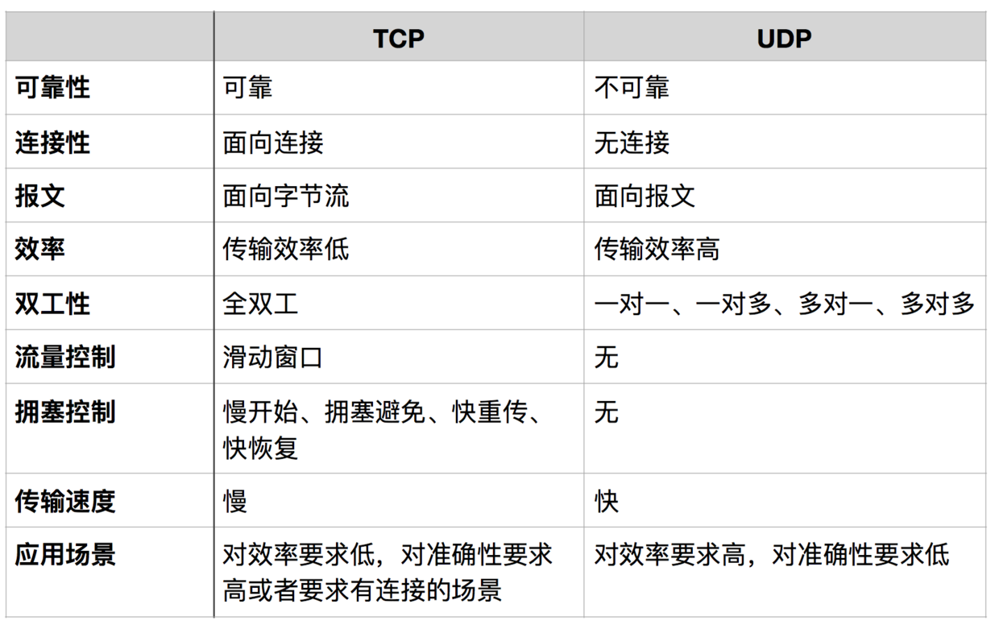 TCP UDP
可靠性 可靠 不可靠
连接性 面向连接 无连接
报文 面向字节流 面向报文
效率 传输效率低 传输效率高
双工性 全双工 一对一、一对多、多对一、多对多
流量控制 滑动窗口 无
拥塞控制 慢开始、拥塞避免、快重传、 无
快恢复
传输速度 慢 快
应用场景 对效率要求低，对准确性要求 对效率要求高，对准确性要求低
高或者要求有连接的场景